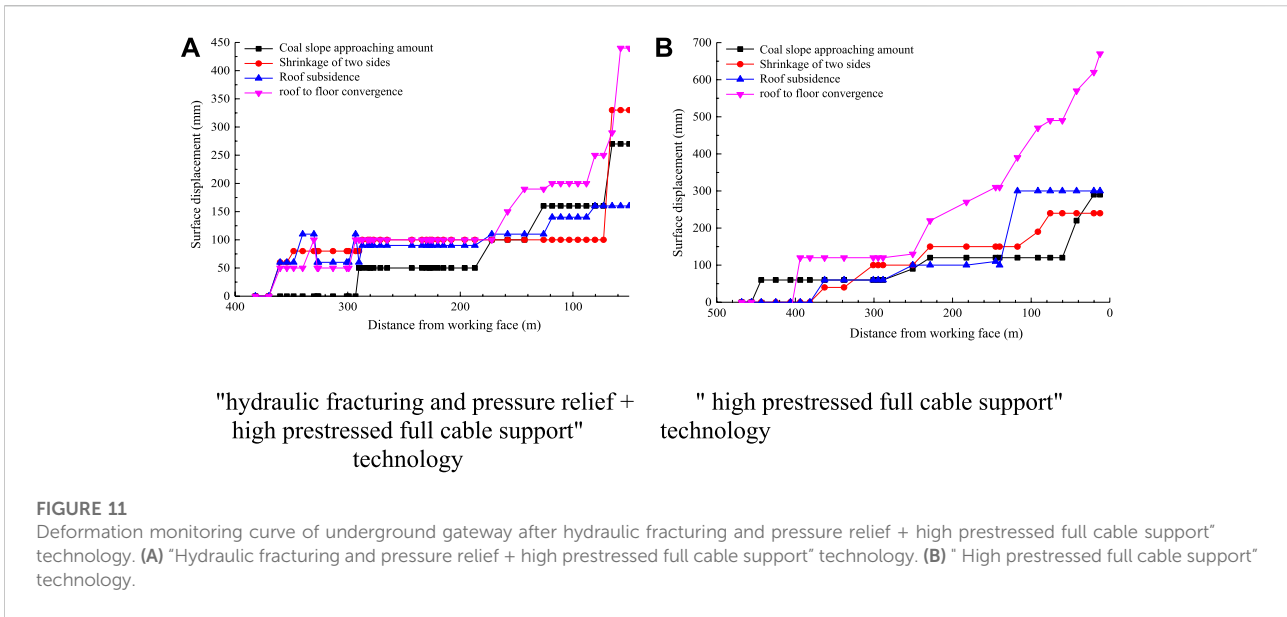 A
450
400
350
300
250
200
150
100
50
0
Surface displacement (mm)
Coal slope approaching amount
Shrinkage of two sides
Roof subsidence
roof to floor convergence
400
300
200
100
Distance from working face (m)
B
700
600
500
400
300
200
100
0
Surface displacement (mm)
Coal slope approaching amount
Shrinkage of two sides
Roof subsidence
roof to floor convergence
500
400
300
200
100
0
Distance from working face (m)
"hydraulic fracturing and pressure relief +
high prestressed full cable support"
technology
" high prestressed full cable support"
technology
FIGURE 11
Deformation monitoring curve of underground gateway after hydraulic fracturing and pressure relief + high prestressed full cable support”
technology. (A) “Hydraulic fracturing and pressure relief + high prestressed full cable support” technology. (B) “ High prestressed full cable support”
technology.